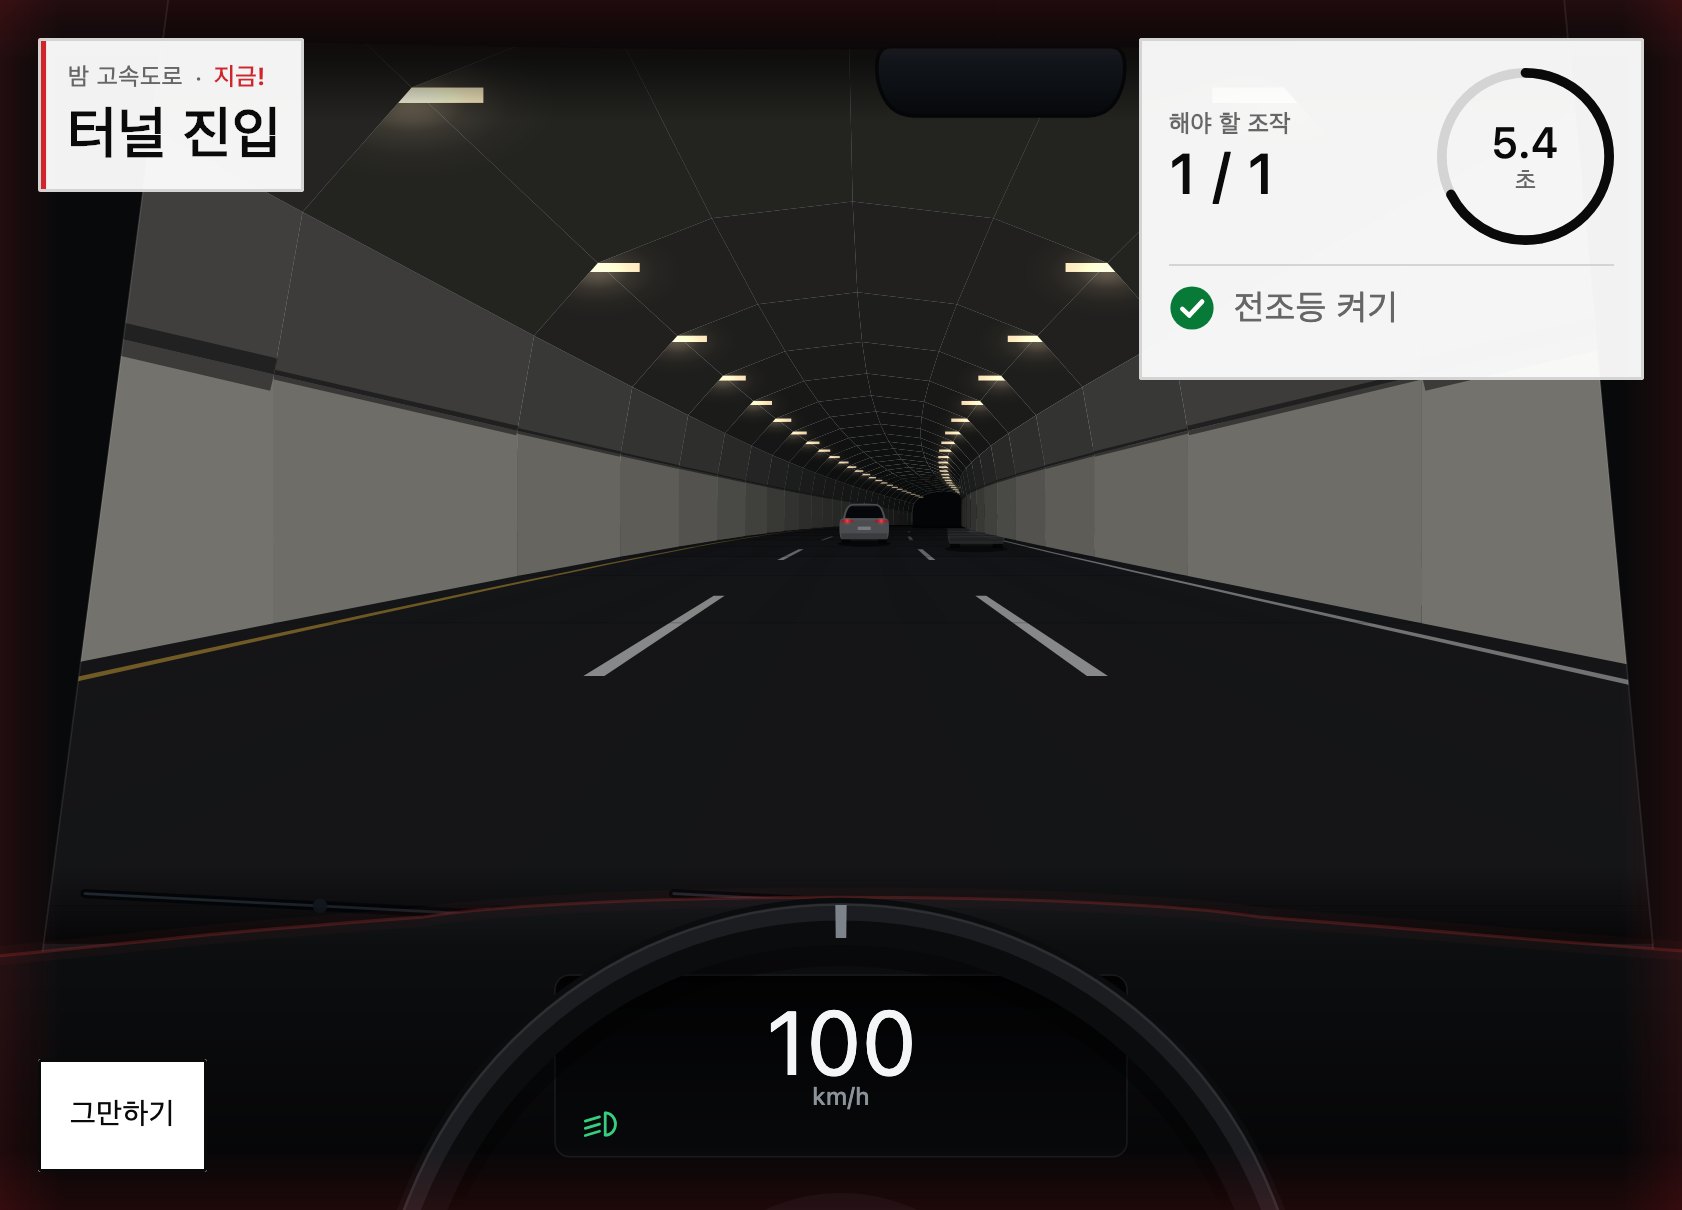 밤 고속도로 · 지금!
터널 진입
해야 할 조작
1 / 1
5.4
초
전조등 켜기
100
km/h
그만하기